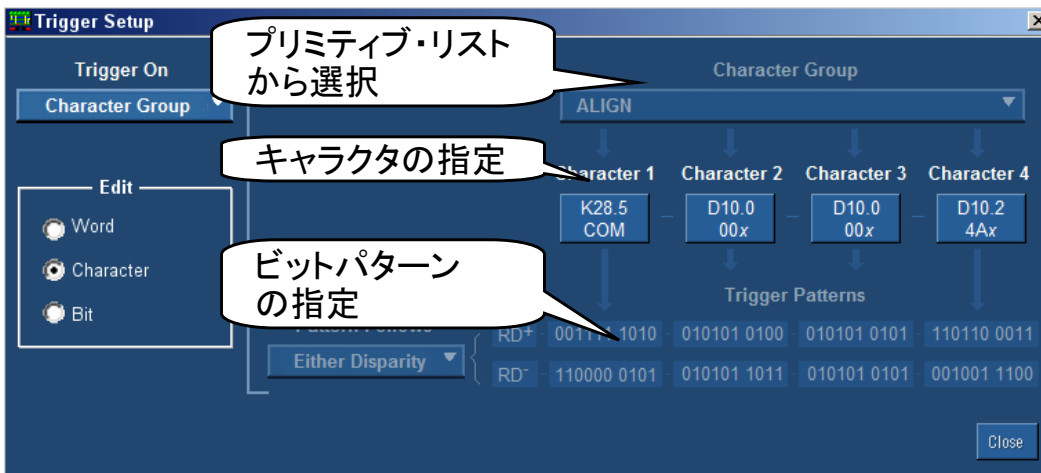 Trigger Setup
プリミティブ・リスト
から選択
Trigger On
Character Group
Character Group
ALIGN
キャラクタの指定
Character 1 Character 2 Character 3 Character 4
K28.5 D10.0 D10.0 D10.2
COM 00x 00x 4Ax
Edit
Word
Character
Bit
ビットパターン
の指定
Trigger Patterns
Pattern Follows
Either Disparity
RD+ 001111 1010 010101 0100 010101 0101 110110 0011
RD- 110000 0101 010101 1011 010101 0101 001001 1100
Close